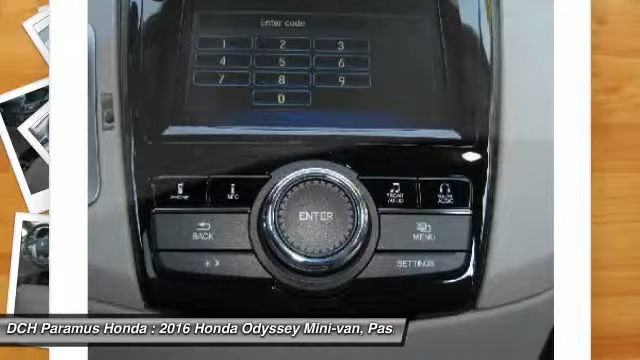 Enter code
1 2 3
4 5 6
7 8 9
0
PHONE INFO FRONT AUDIO REAR AUDIO
ENTER
BACK MENU
SETTINGS
DCH Paramus Honda : 2016 Honda Odyssey Mini-van, Pas